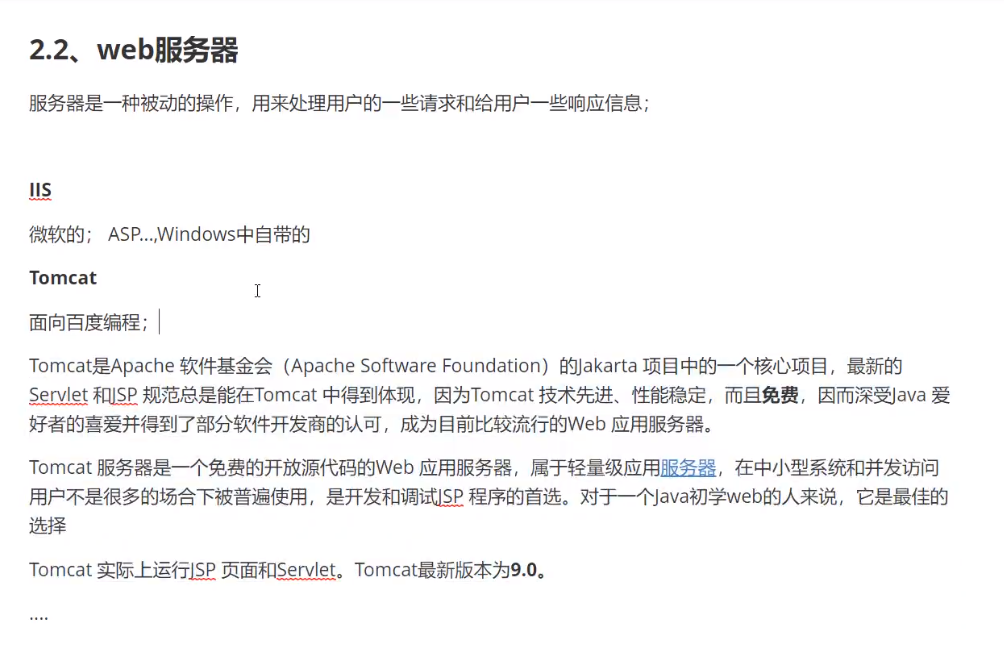 2.2、web服务器
服务器是一种被动的操作，用来处理用户的一些请求和给用户一些响应信息；
IIS
微软的； ASP...,Windows中自带的
Tomcat
面向百度编程；
Tomcat是Apache 软件基金会（Apache Software Foundation）的Jakarta 项目中的一个核心项目，最新的
Servlet 和JSP 规范总是能在Tomcat 中得到体现，因为Tomcat 技术先进、性能稳定，而且免费，因而深受Java 爱
好者的喜爱并得到了部分软件开发商的认可，成为目前比较流行的Web 应用服务器。
Tomcat 服务器是一个免费的开放源代码的Web 应用服务器，属于轻量级应用服务器，在中小型系统和并发访问
用户不是很多的场合下被普遍使用，是开发和调试JSP 程序的首选。对于一个Java初学web的人来说，它是最佳的
选择
Tomcat 实际上运行JSP 页面和Servlet。Tomcat最新版本为9.0。
....